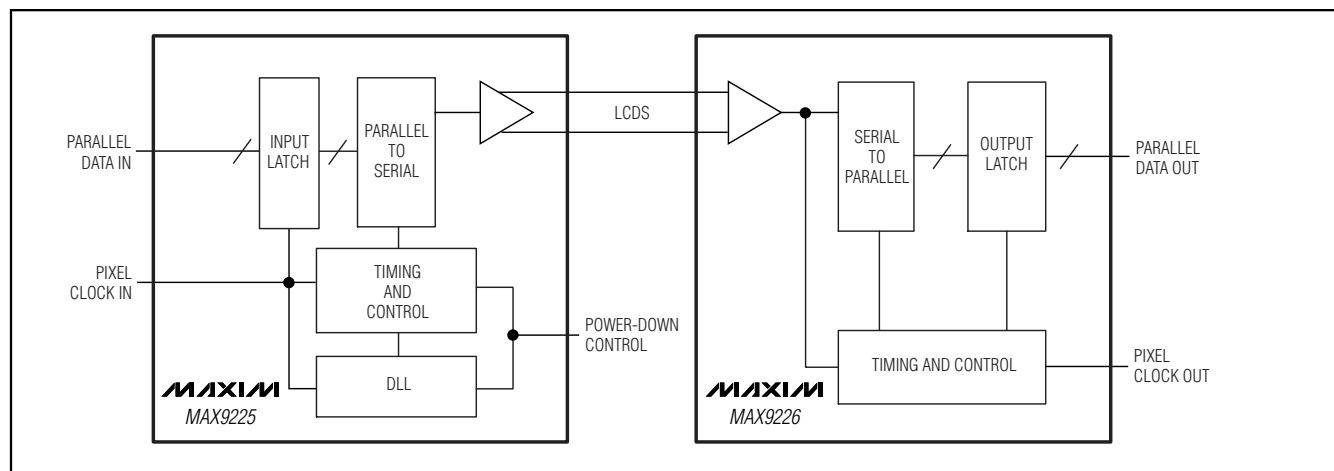 PARALLEL
DATA IN
INPUT
LATCH
PARALLEL
TO
SERIAL
PIXEL
CLOCK IN
TIMING
AND
CONTROL
DLL
POWER-DOWN
CONTROL
MAXIM
MAX9225
LCDS
SERIAL
TO
PARALLEL
OUTPUT
LATCH
PARALLEL
DATA OUT
TIMING AND CONTROL
PIXEL
CLOCK OUT
MAXIM
MAX9226